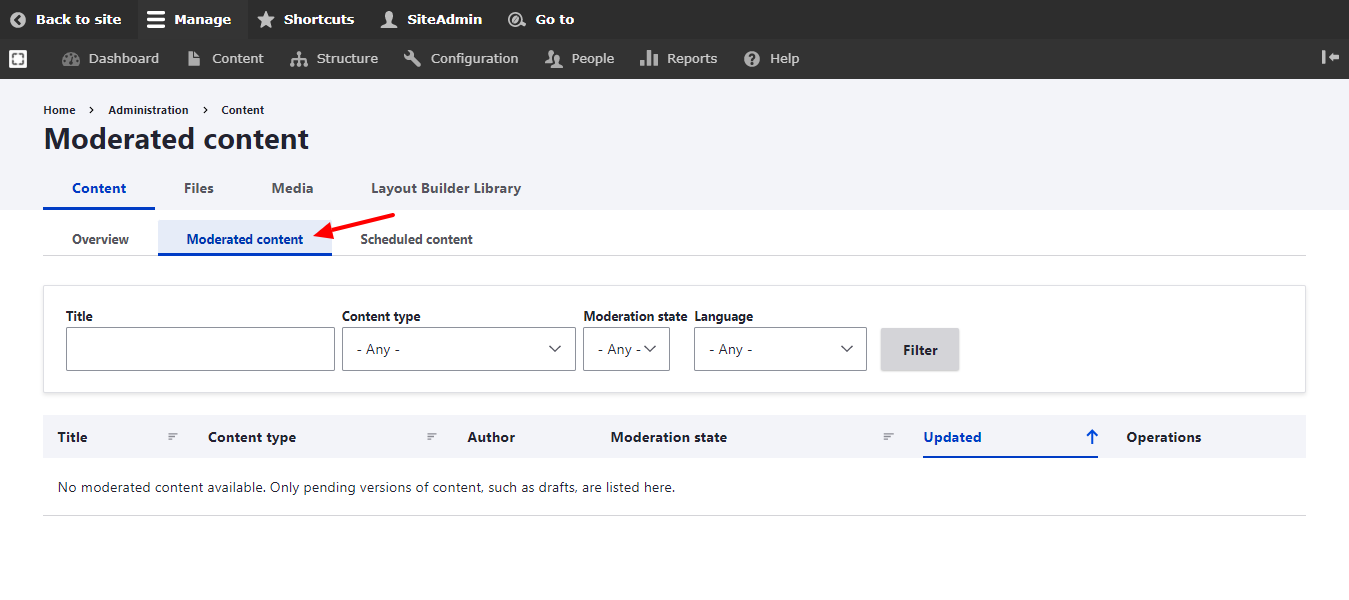 Back to site Manage Shortcuts SiteAdmin Go to
Dashboard Content Structure Configuration People Reports Help
Home Administration Content
Moderated content
Content Files Media Layout Builder Library
Overview Moderated content Scheduled content
Title Content type Moderation state Language
- Any - - Any - - Any - Filter
Title Content type Author Moderation state Updated Operations
No moderated content available. Only pending versions of content, such as drafts, are listed here.